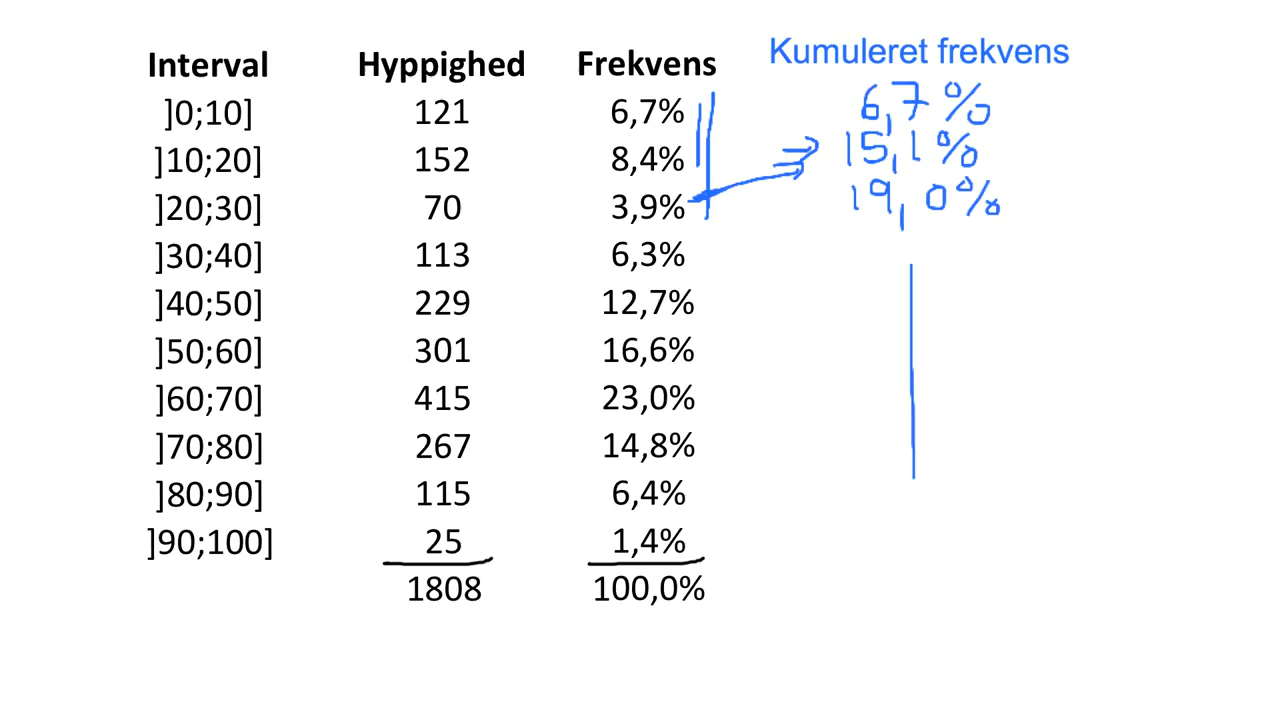 Interval Hyppighed Frekvens Kumuleret frekvens
]0;10] 121 6,7% 6,7%
]10;20] 152 8,4% 15,1%
]20;30] 70 3,9% 19,0%
]30;40] 113 6,3%
]40;50] 229 12,7%
]50;60] 301 16,6%
]60;70] 415 23,0%
]70;80] 267 14,8%
]80;90] 115 6,4%
]90;100] 25 1,4%
1808 100,0%